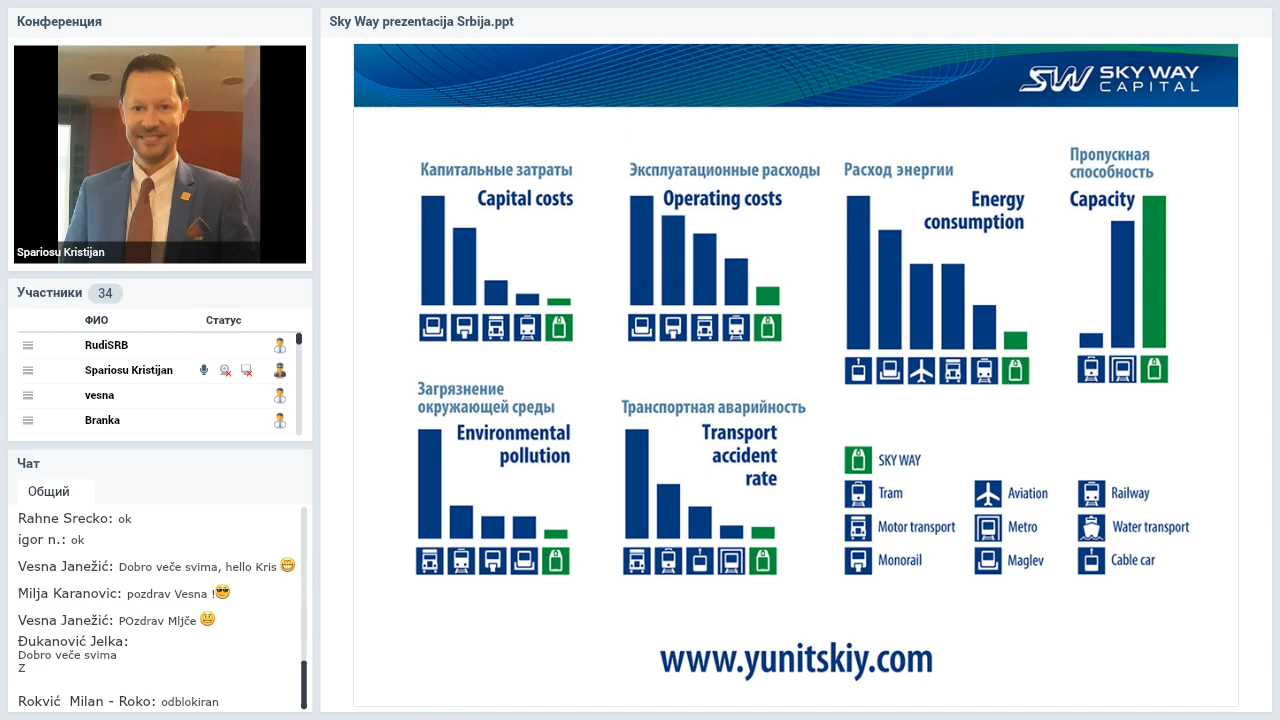 Конференция
Spariosu Kristijan
Участники 34
ФИО Статус
RudiSRB
Spariosu Kristijan
vesna
Branka
Чат
Общий
Rahne Srecko: ok
igor n.: ok
Vesna Janežić: Dobro veče svima, hello Kris
Milja Karanovic: pozdrav Vesna !
Vesna Janežić: POzdrav Mljče
Đukanović Jelka:
Dobro veče svima
Z
Rokvić Milan - Roko: odblokiran
Sky Way prezentacija Srbija.ppt
SW SKY WAY
CAPITAL
Капитальные затраты
Capital costs
Эксплуатационные расходы
Operating costs
Расход энергии
Energy
consumption
Пропускная
способность
Capacity
Загрязнение
окружающей среды
Environmental
pollution
Транспортная аварийность
Transport
accident
rate
SKY WAY
Tram
Aviation
Railway
Motor transport
Metro
Water transport
Monorail
Maglev
Cable car
www.yunitskiy.com